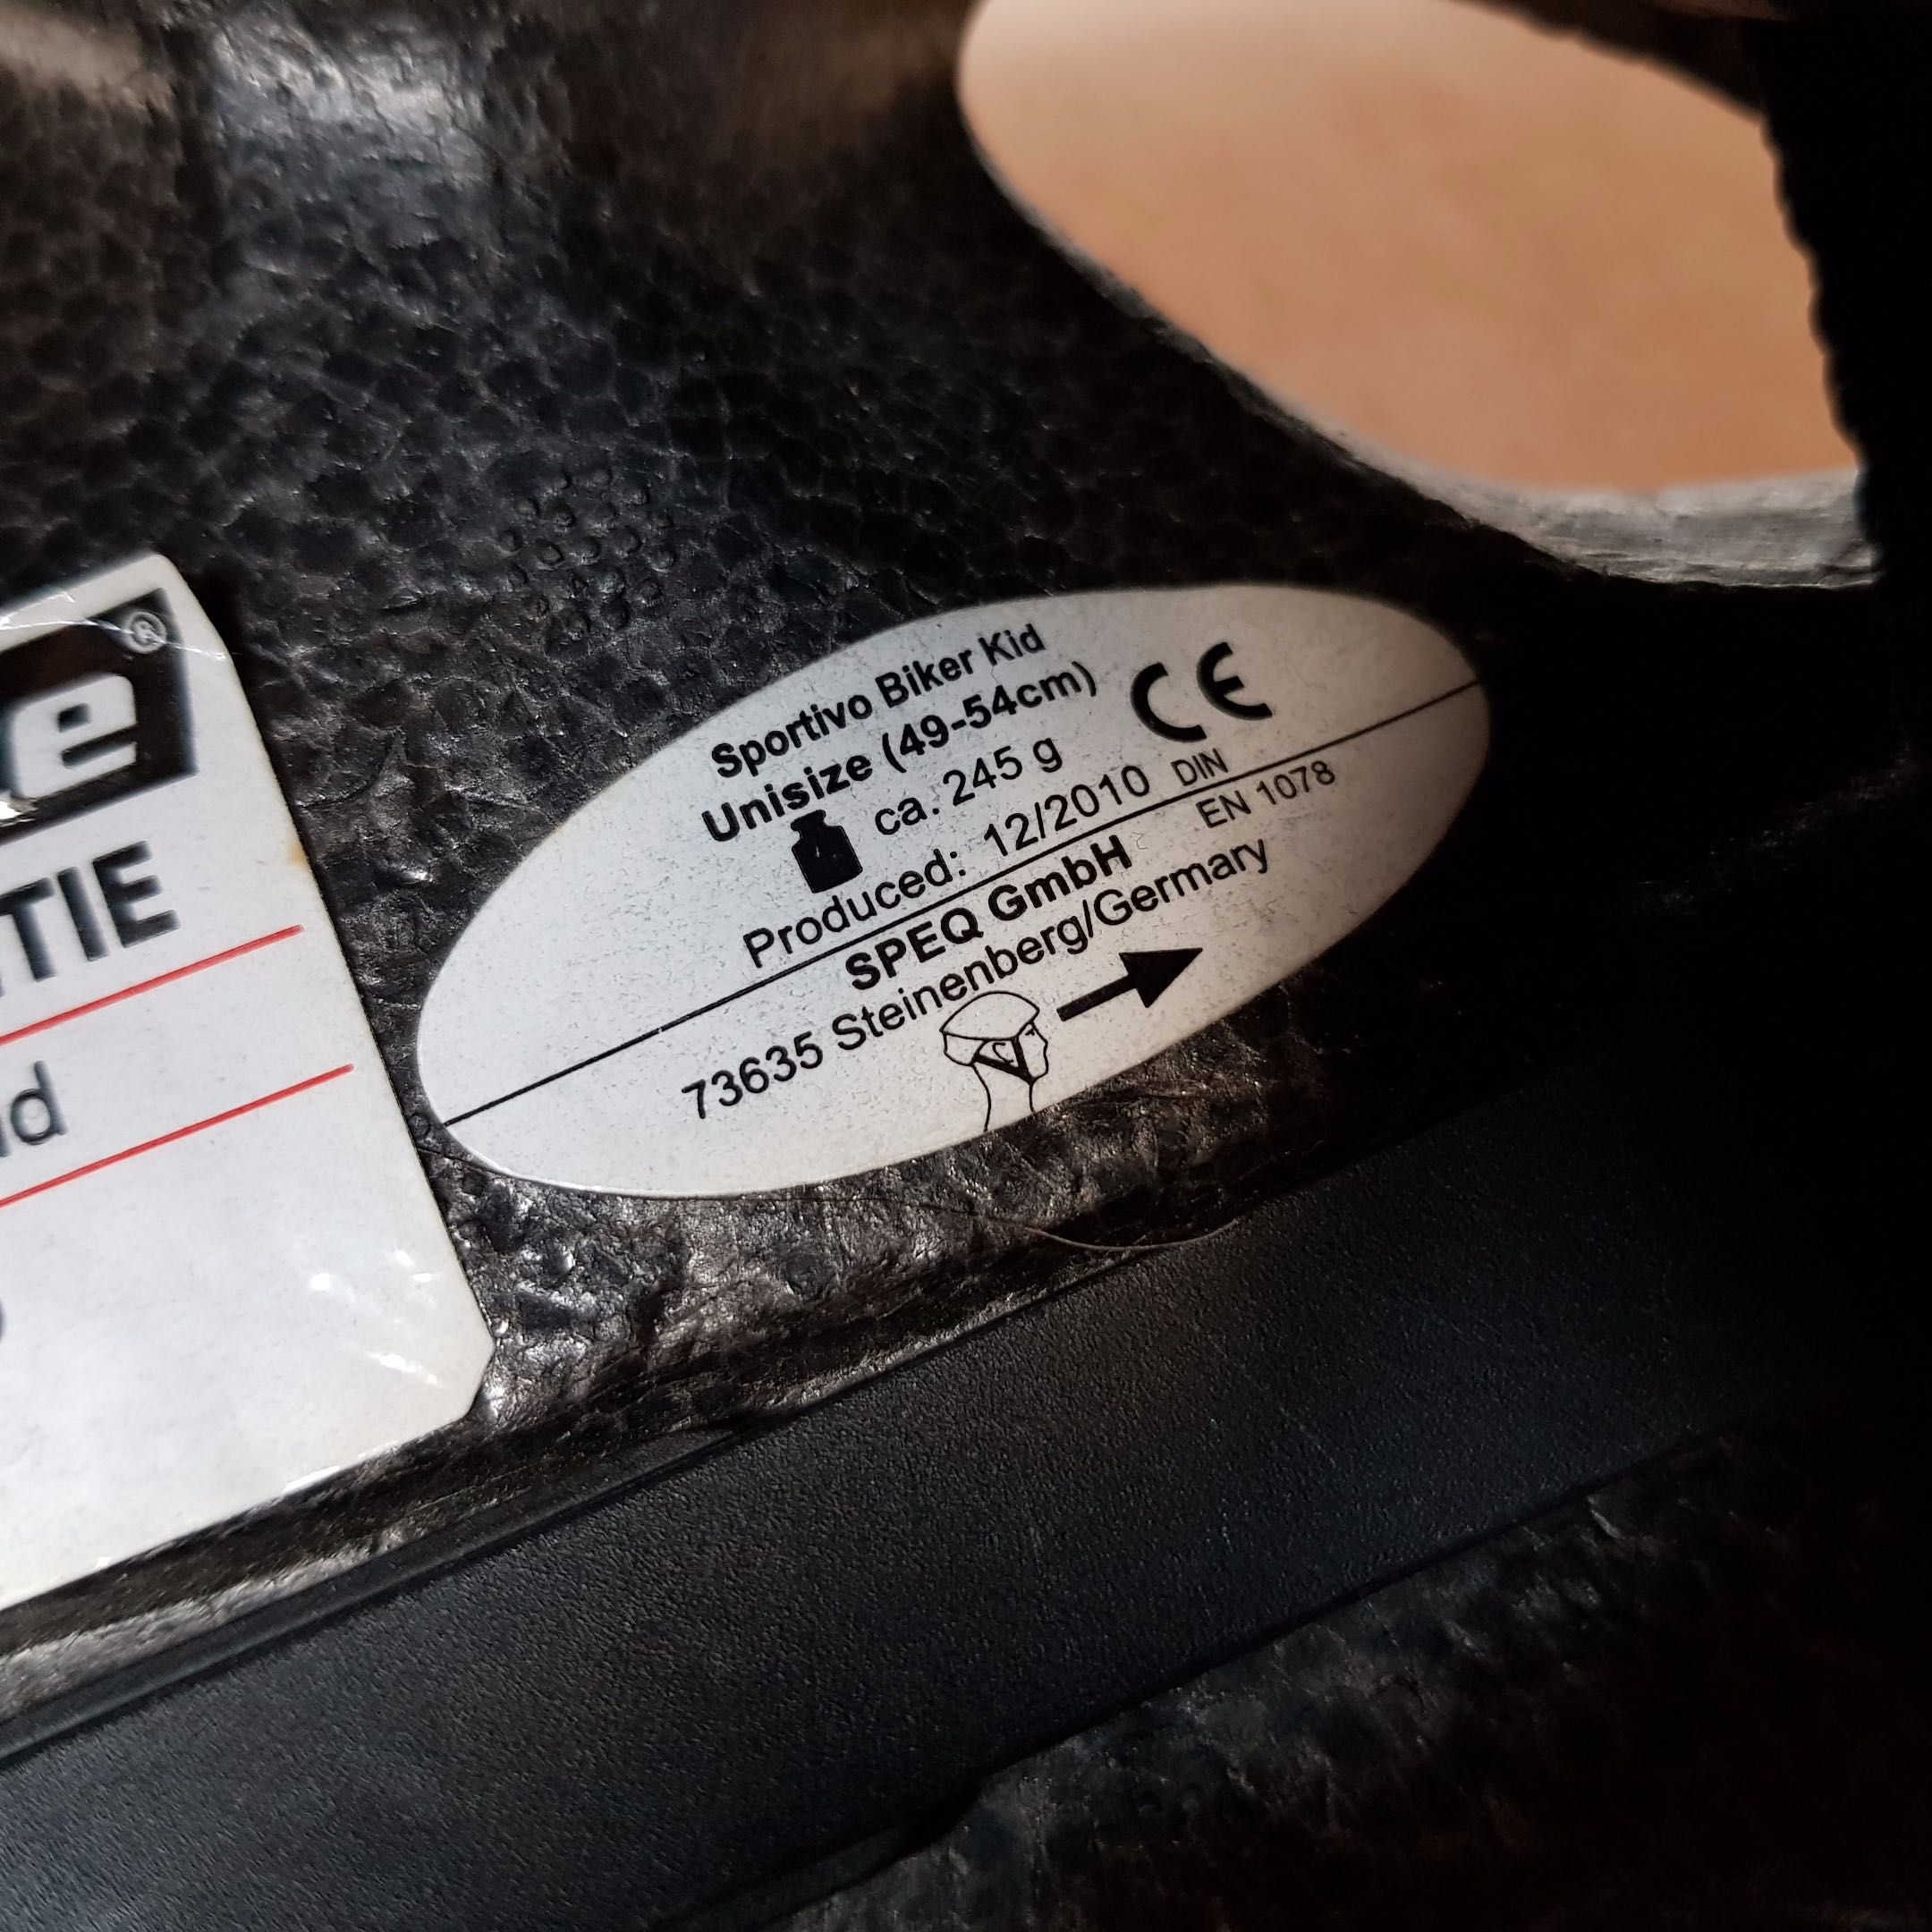 ®
e
TIE
Sportivo Biker Kid
Unisize (49-54cm)
ca. 245 g
CE
Produced: 12/2010
DIN
EN 1078
SPEQ GmbH
73635 Steinenberg/Germany